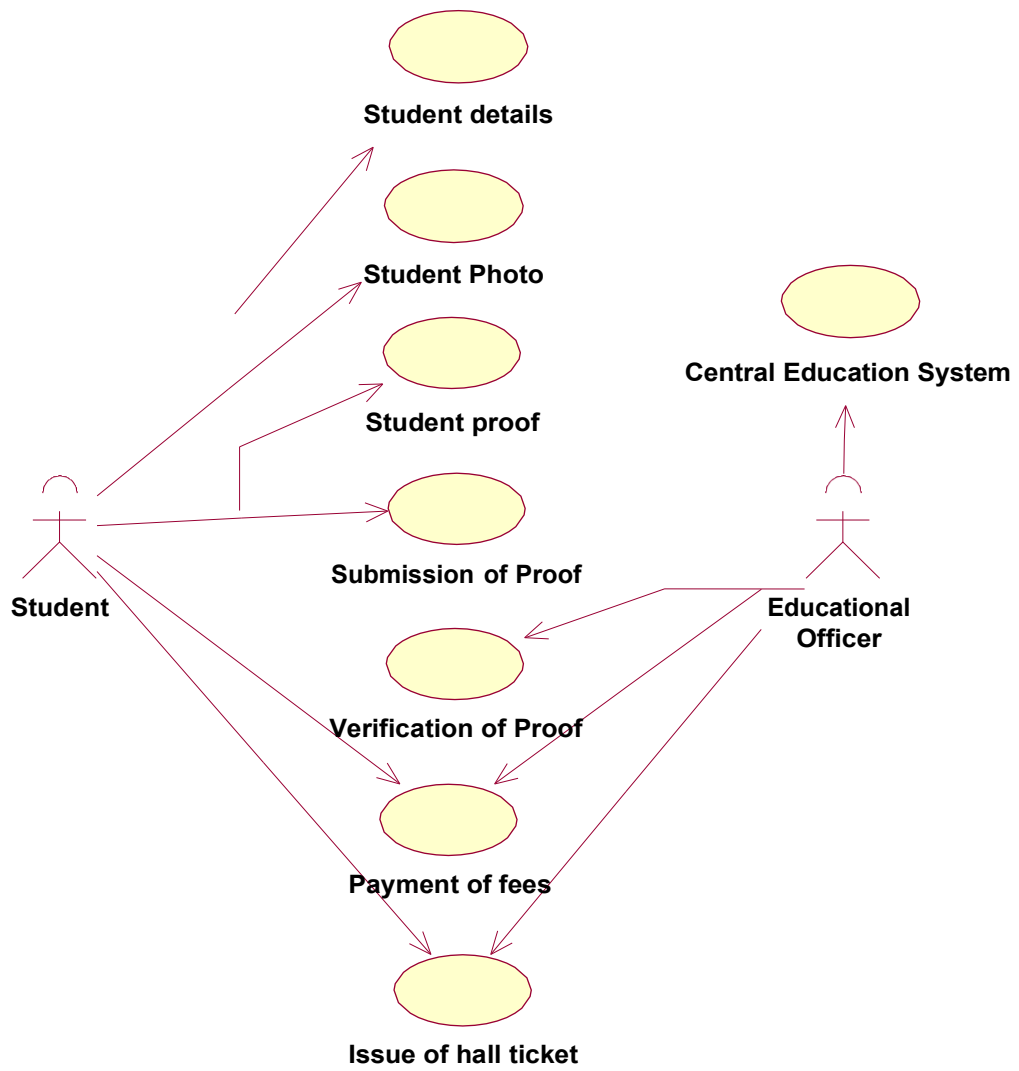 Student details
Student Photo
Central Education System
Student proof
Submission of Proof
Student
Educational
Officer
Verification of Proof
Payment of fees
Issue of hall ticket